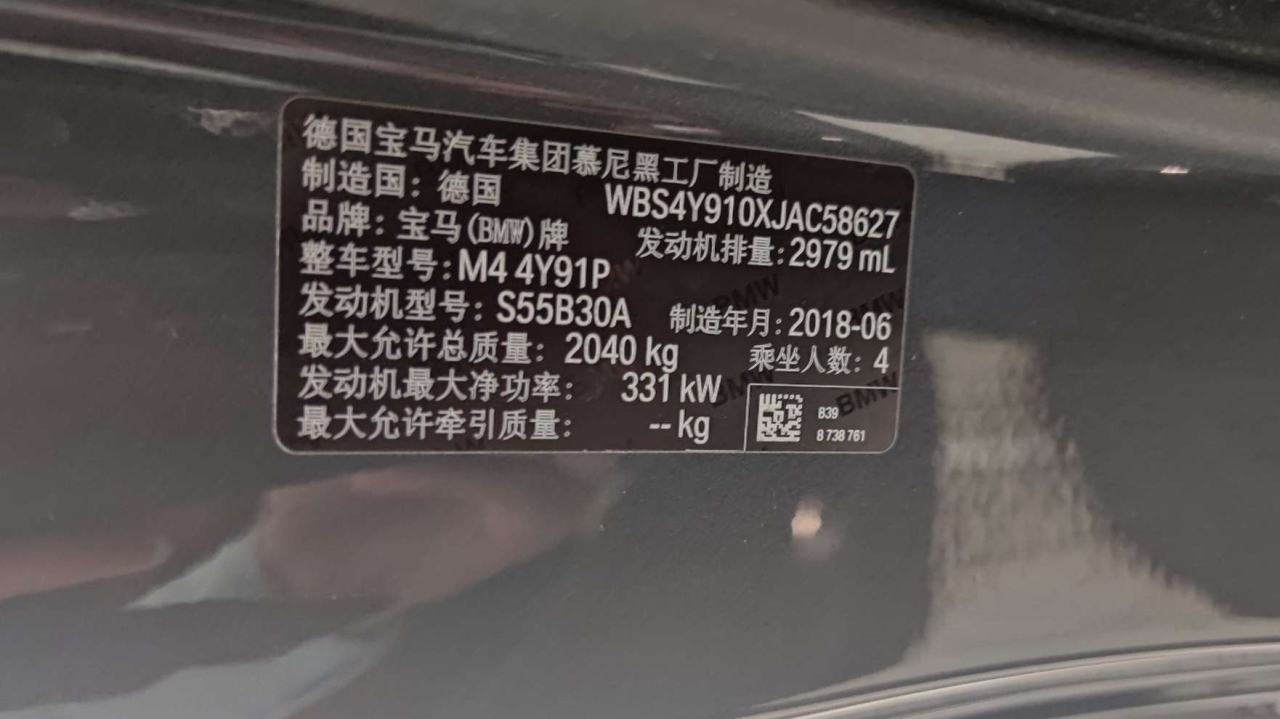 德国宝马汽车集团慕尼黑工厂制造
制造国：德国 WBS4Y910XJAC58627
品牌：宝马(BMW)牌 发动机排量：2979 mL
整车型号：M4 4Y91P
发动机型号：S55B30A 制造年月：2018-06
最大允许总质量：2040 kg 乘坐人数：4
发动机最大净功率：331 kW
最大允许牵引质量：-- kg
B39
8 738 761
BMW
BMW
BMW
BMW